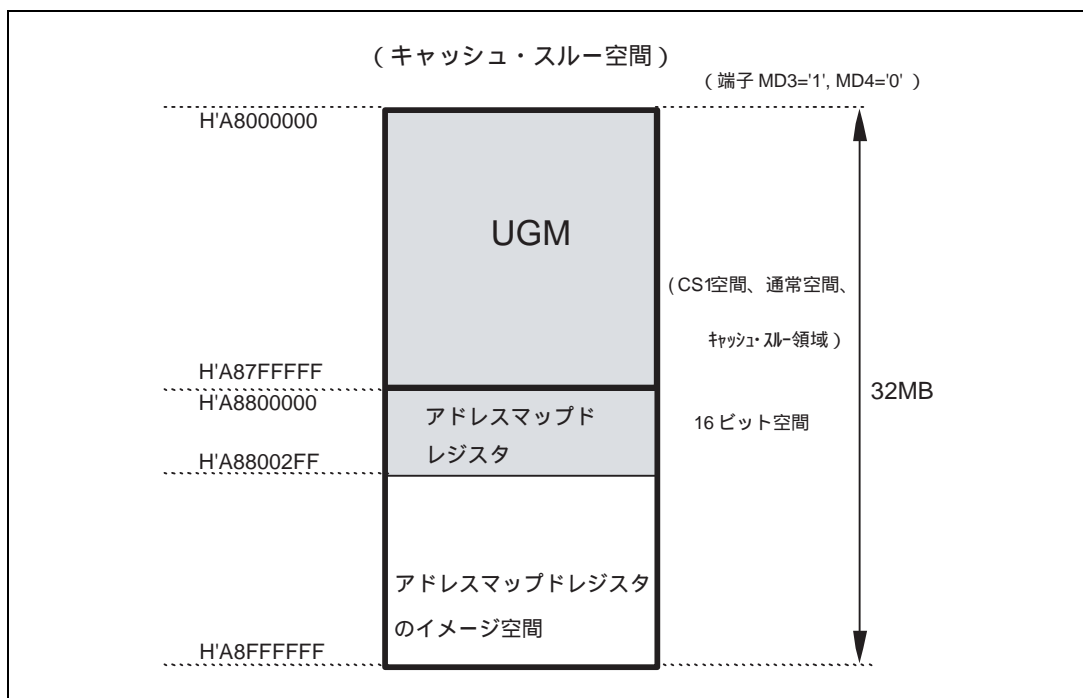 （キャッシュ・スルー空間）
（端子 MD3='1', MD4='0' ）
H'A8000000
UGM
（CS1空間、通常空間、
ｷｬｯｼｭ･ｽﾙｰ領域）
H'A87FFFFF
H'A8800000
32MB
アドレスマップド
レジスタ
16 ビット空間
H'A88002FF
アドレスマップドレジスタ
のイメージ空間
H'A8FFFFFF